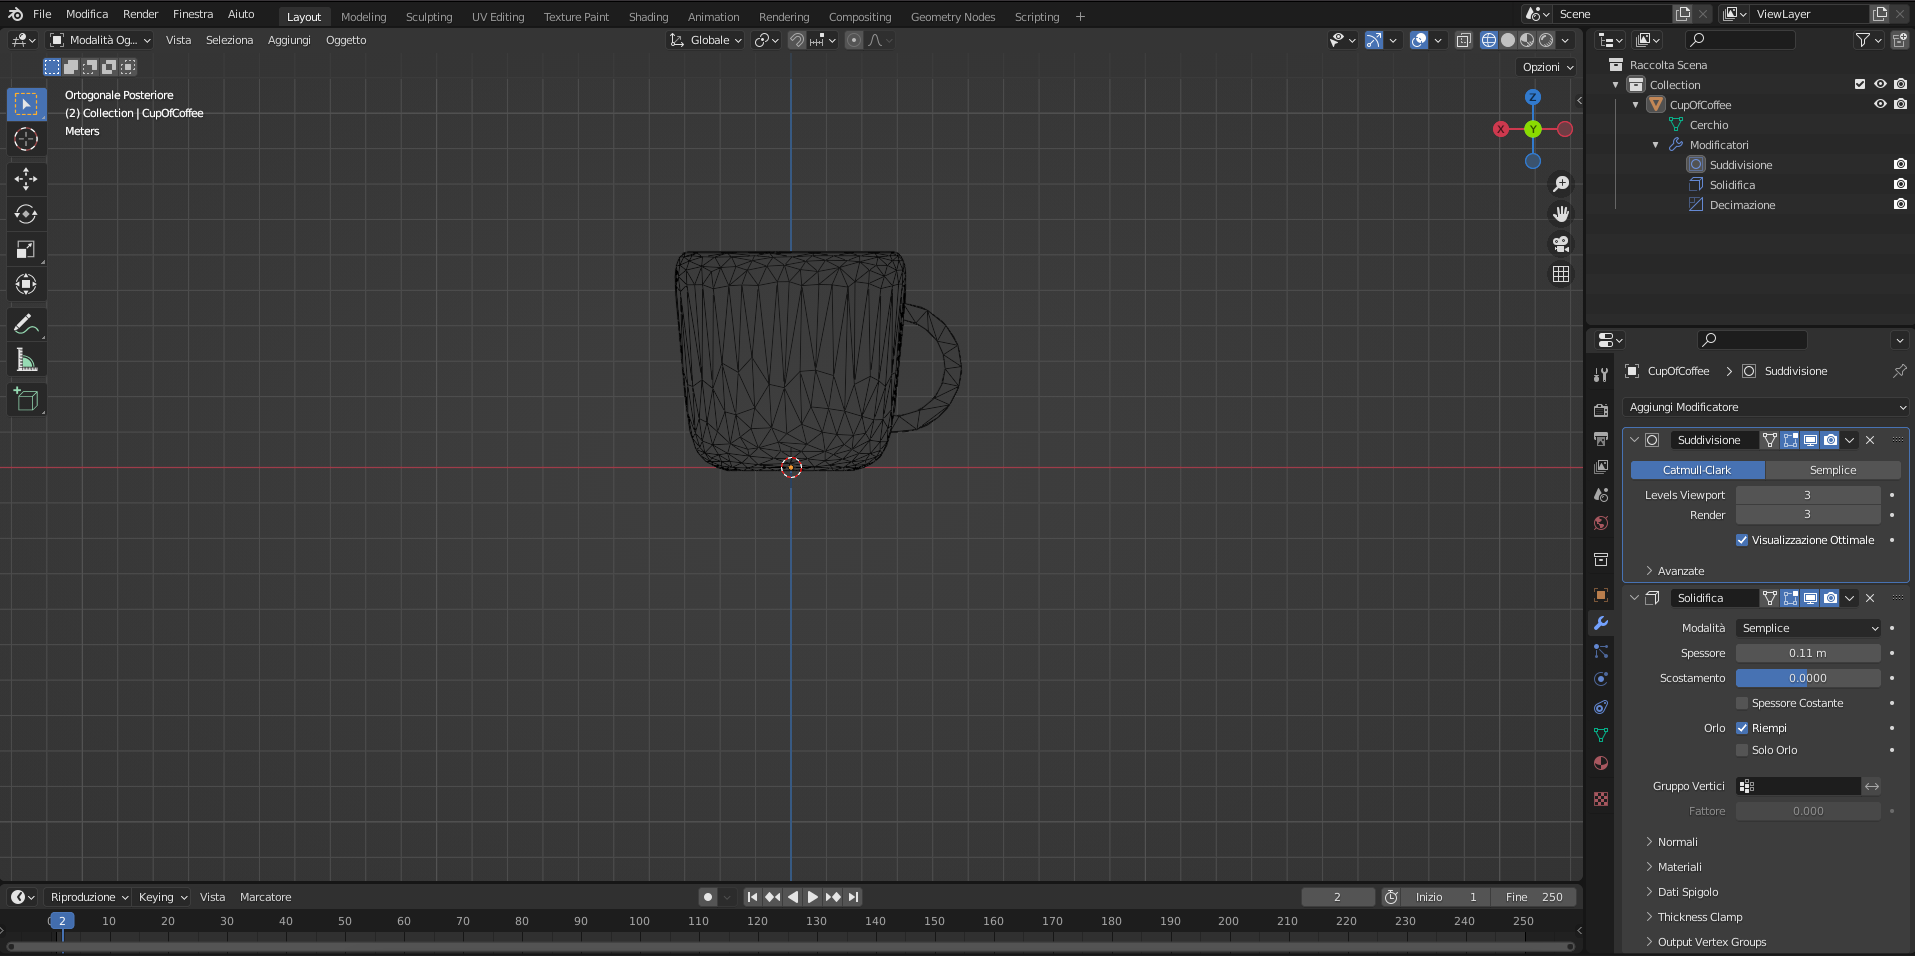 File Modifica Render Finestra Aiuto Layout Modeling Sculpting UV Editing Texture Paint Shading Animation Rendering Compositing Geometry Nodes Scripting + Scene ViewLayer
Modalità Og... Vista Seleziona Aggiungi Oggetto Globale
Opzioni
Ortogonale Posteriore
(2) Collection | CupOfCoffee
Meters
Z
X
Y
Raccolta Scena
Collection
CupOfCoffee
Cerchio
Modificatori
Suddivisione
Solidifica
Decimazione
CupOfCoffee > Suddivisione
Aggiungi Modificatore
Suddivisione
Catmull-Clark Semplice
Levels Viewport 3
Render 3
Visualizzazione Ottimale
Avanzate
Solidifica
Modalità Semplice
Spessore 0.11 m
Scostamento 0.0000
Spessore Costante
Orlo Riempi
Solo Orlo
Gruppo Vertici
Fattore 0.000
Normali
Materiali
Dati Spigolo
Thickness Clamp
Output Vertex Groups
Riproduzione Keying Vista Marcatore 2 Inizio 1 Fine 250
2 10 20 30 40 50 60 70 80 90 100 110 120 130 140 150 160 170 180 190 200 210 220 230 240 250